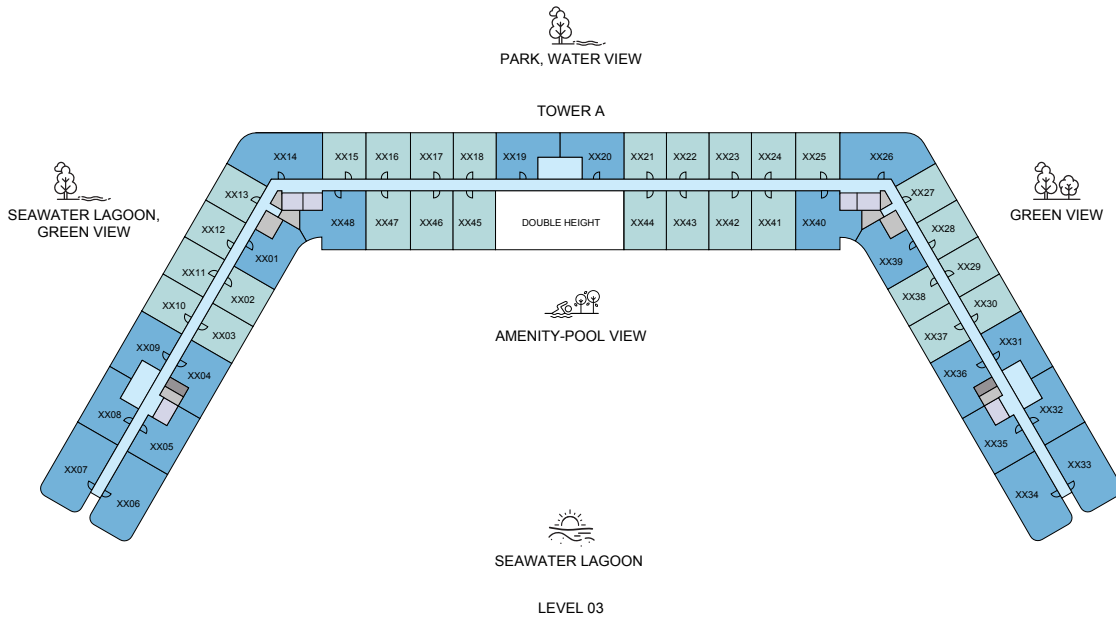 PARK, WATER VIEW
TOWER A
XX14
XX15
XX16
XX17
XX18
XX19
XX20
XX21
XX22
XX23
XX24
XX25
XX26
XX13
XX27
SEAWATER LAGOON,
GREEN VIEW
GREEN VIEW
XX48
XX47
XX46
XX45
DOUBLE HEIGHT
XX44
XX43
XX42
XX41
XX40
XX12
XX28
XX01
XX39
XX11
XX29
XX02
XX38
XX10
XX30
XX03
XX37
AMENITY-POOL VIEW
XX09
XX31
XX04
XX36
XX08
XX32
XX05
XX35
XX07
XX33
XX06
XX34
SEAWATER LAGOON
LEVEL 03